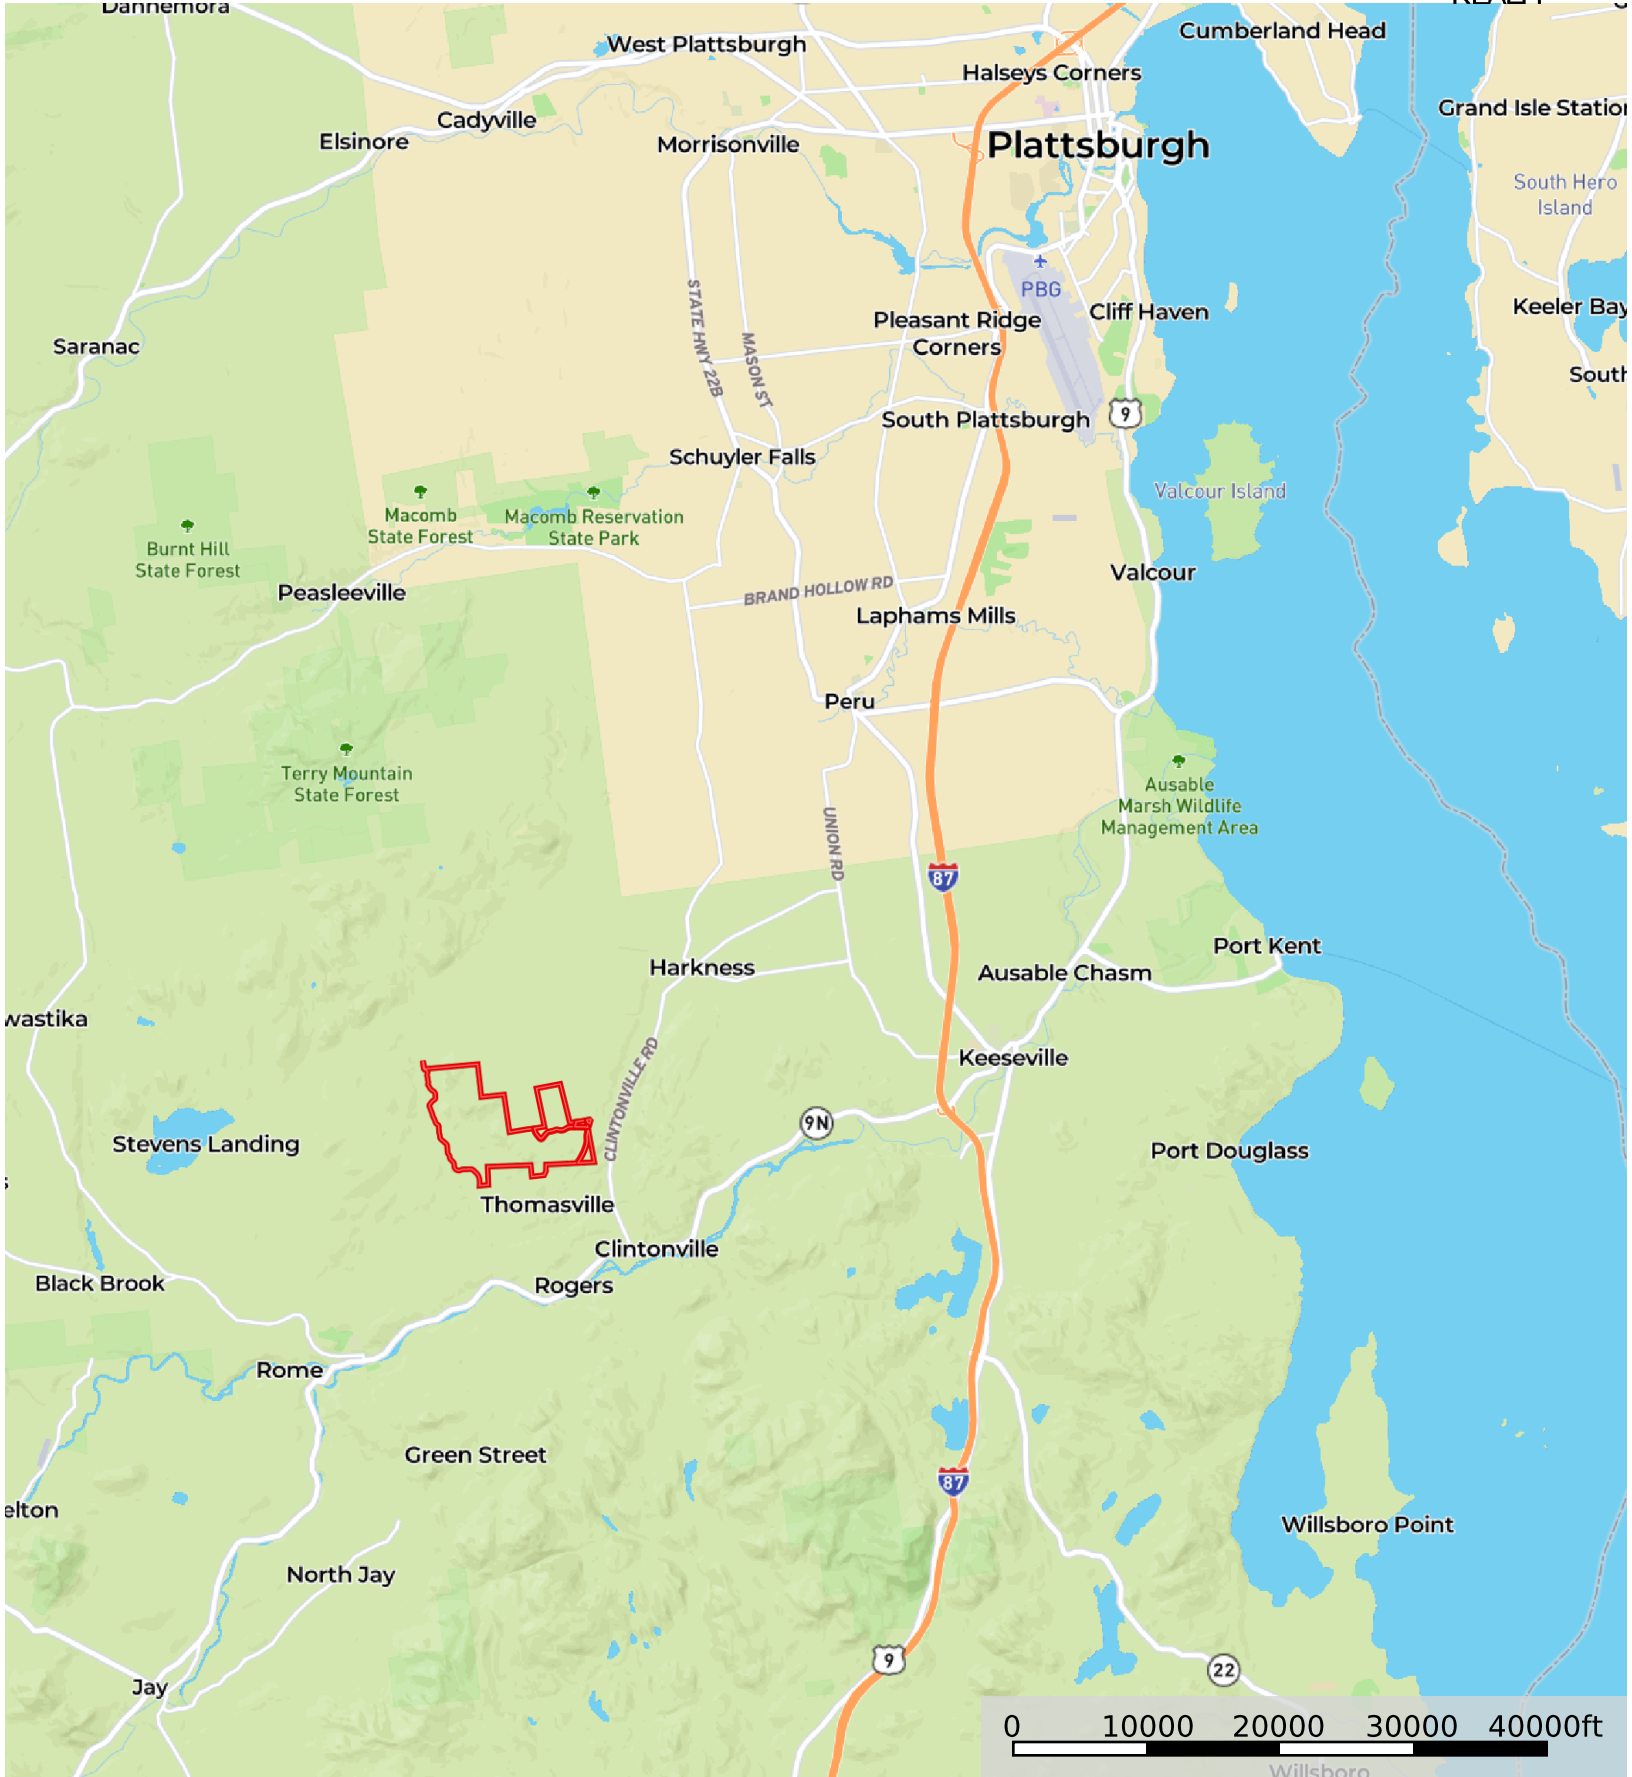 Dannemora
West Plattsburgh
Cumberland Head
Halseys Corners
Cadyville
Grand Isle Station
Elsinore
Morrisonville
Plattsburgh
South Hero
Island
PBG
STATE HWY 22B
MASON ST
Pleasant Ridge
Corners
Cliff Haven
Keeler Bay
Saranac
South
9
South Plattsburgh
Schuyler Falls
Valcour Island
Macomb
State Forest
Macomb Reservation
State Park
Burnt Hill
State Forest
Peasleeville
Valcour
BRAND HOLLOW RD
Laphams Mills
Peru
Terry Mountain
State Forest
Ausable
Marsh Wildlife
Management Area
UNION RD
87
Port Kent
Harkness
Ausable Chasm
wastika
Keeseville
CLINTONVILLE RD
9N
Stevens Landing
Port Douglass
Thomasville
Clintonville
Black Brook
Rogers
Rome
Green Street
87
elton
Willsboro Point
North Jay
9
22
Jay
0 10000 20000 30000 40000ft
Willsboro